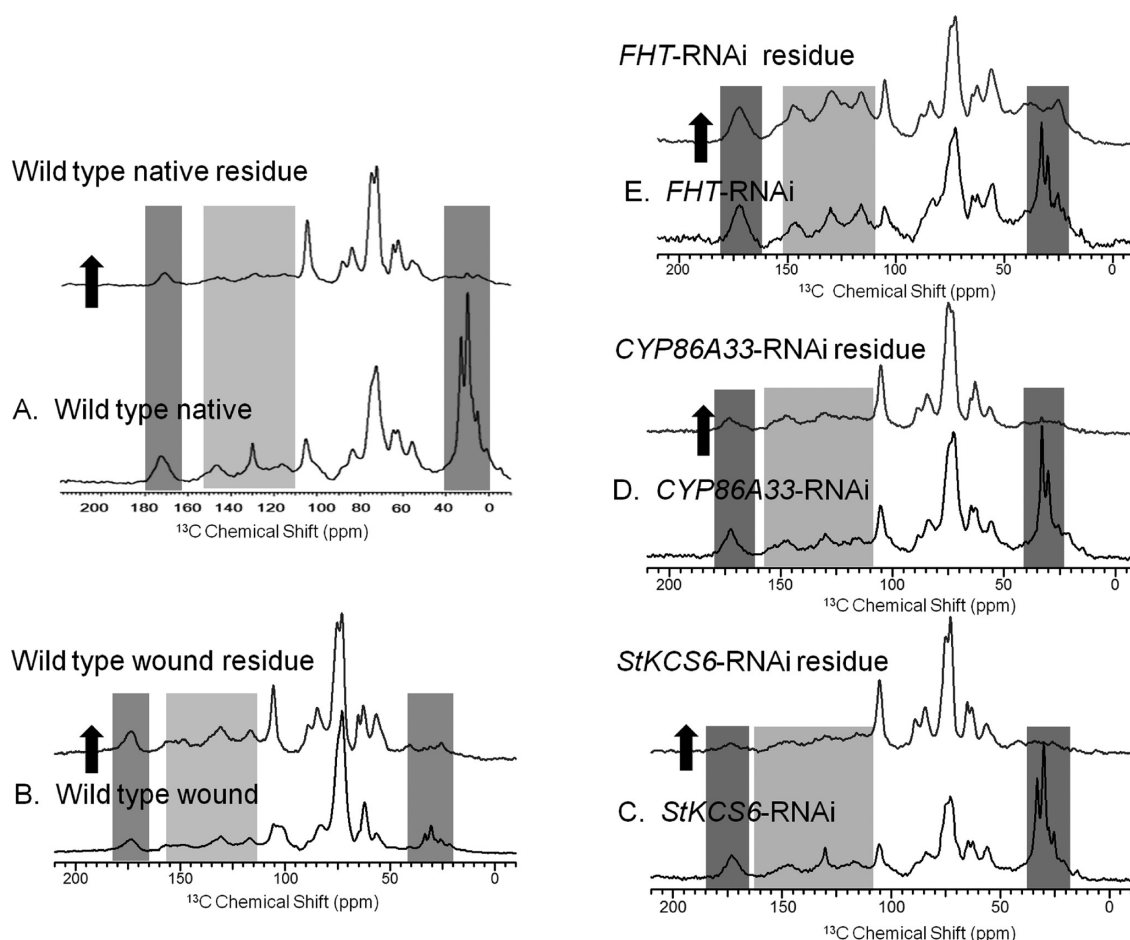 Wild type native residue
A. Wild type native
200 180 160 140 120 100 80 60 40 20 0
¹³C Chemical Shift (ppm)
Wild type wound residue
B. Wild type wound
200 150 100 50 0
¹³C Chemical Shift (ppm)
FHT-RNAi residue
E. FHT-RNAi
200 150 100 50 0
¹³C Chemical Shift (ppm)
CYP86A33-RNAi residue
D. CYP86A33-RNAi
200 150 100 50 0
¹³C Chemical Shift (ppm)
StKCS6-RNAi residue
C. StKCS6-RNAi
200 150 100 50 0
¹³C Chemical Shift (ppm)